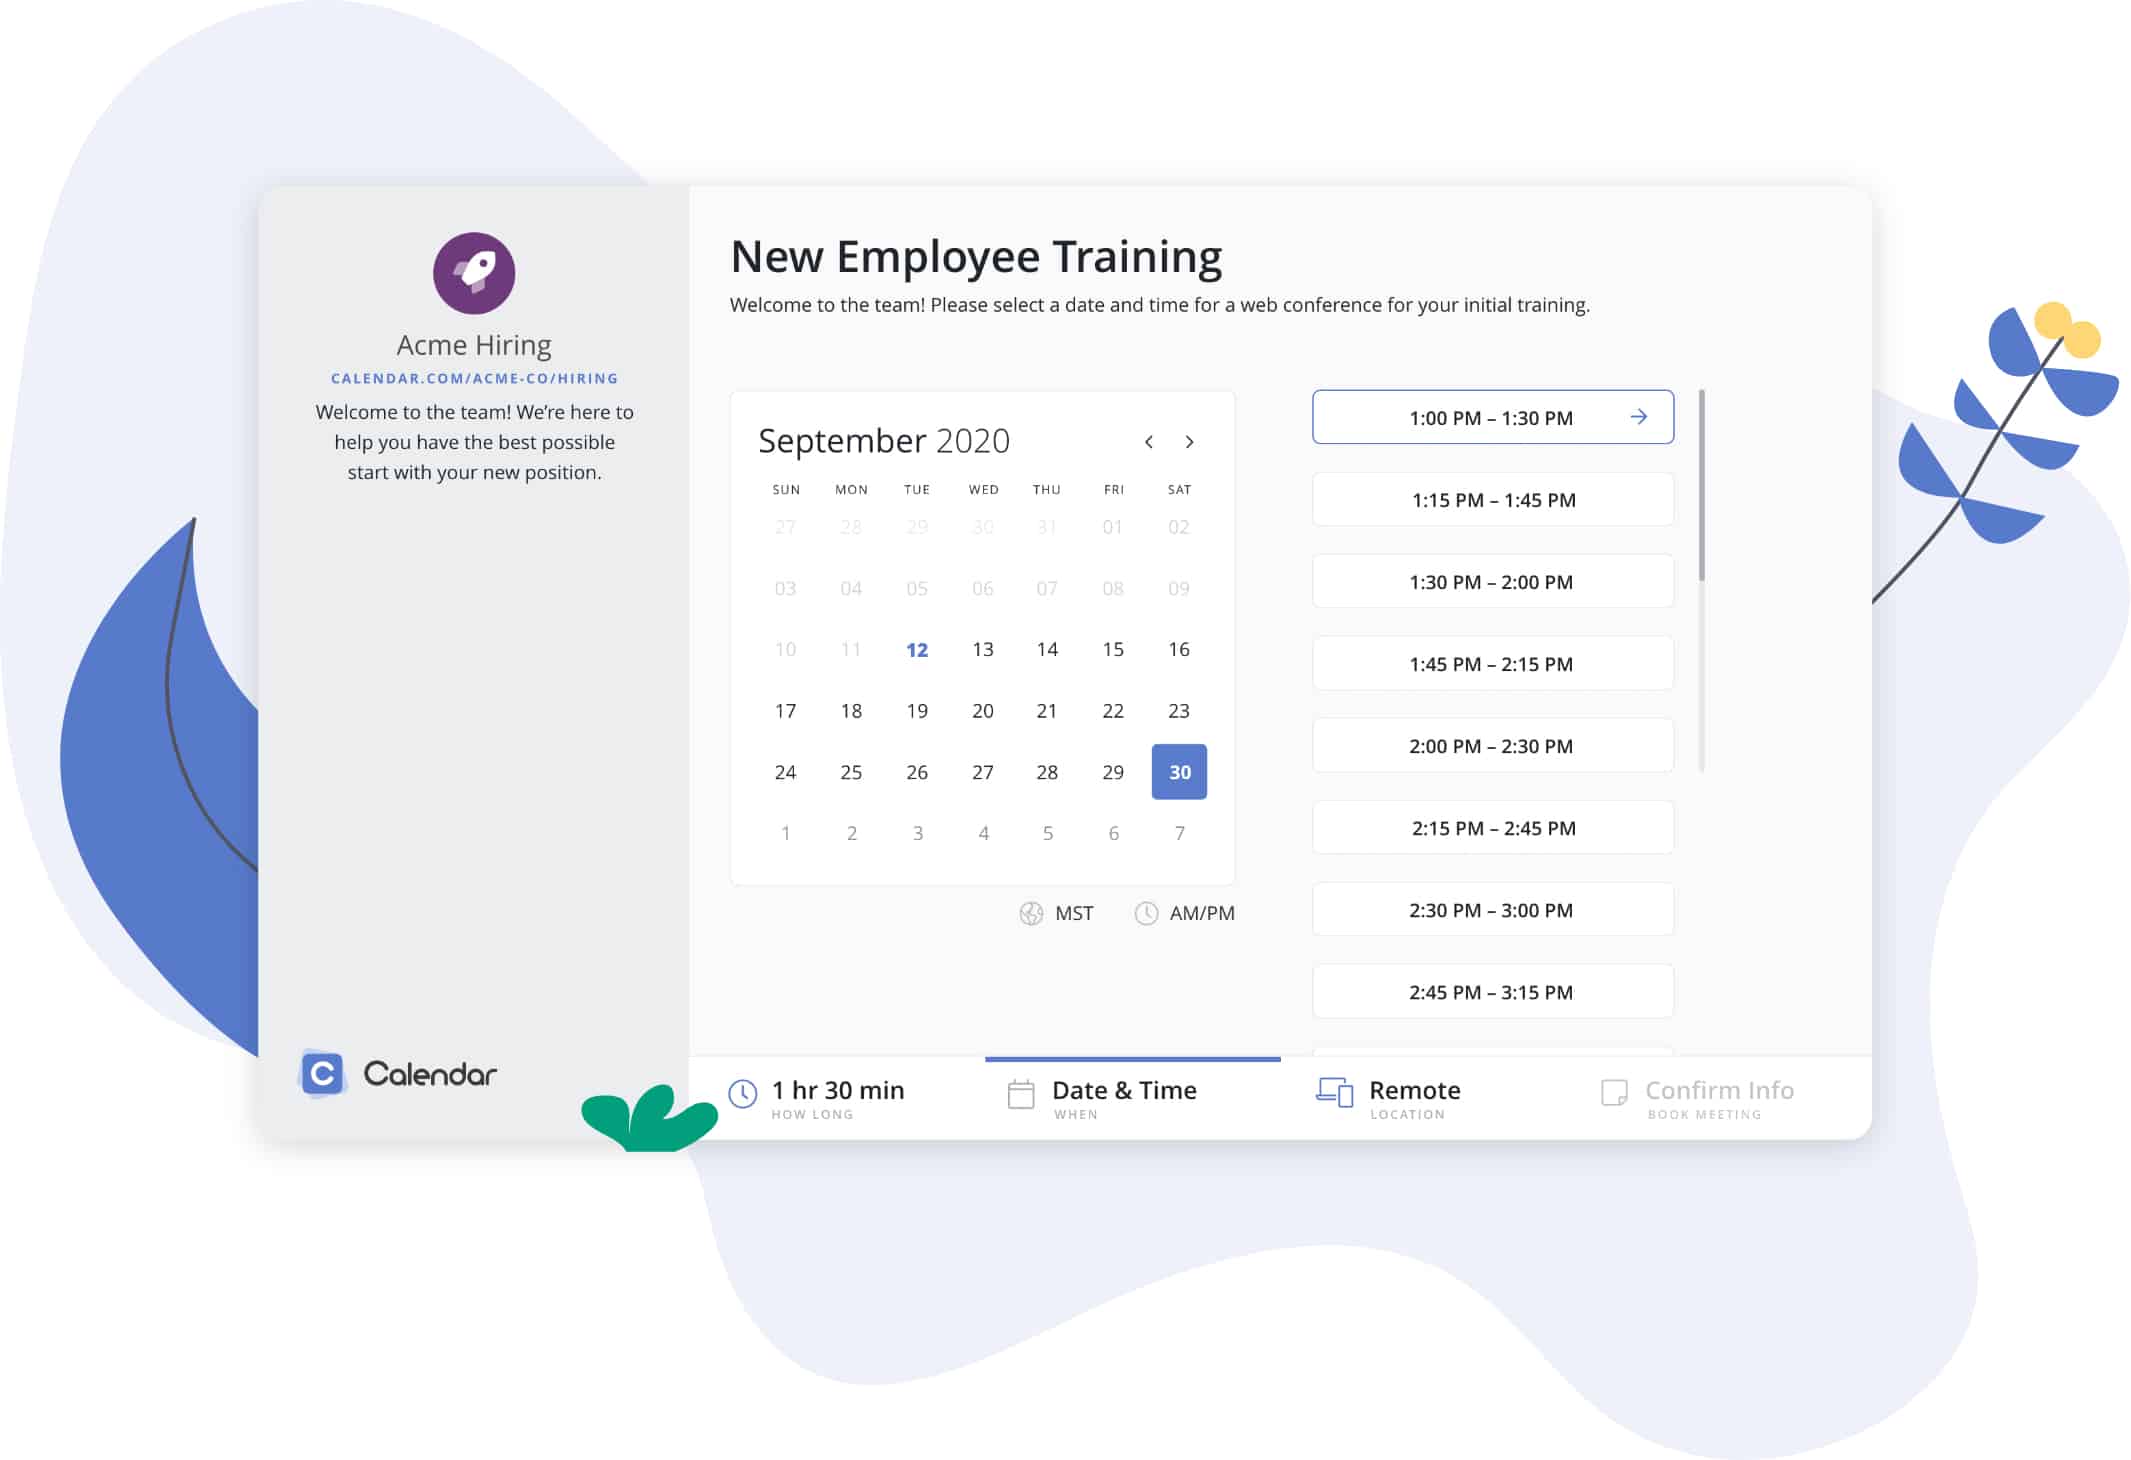 Acme Hiring
CALENDAR.COM/ACME-CO/HIRING
Welcome to the team! We’re here to
help you have the best possible
start with your new position.
C Calendar
New Employee Training
Welcome to the team! Please select a date and time for a web conference for your initial training.
September 2020
SUN MON TUE WED THU FRI SAT
27 28 29 30 31 01 02
03 04 05 06 07 08 09
10 11 12 13 14 15 16
17 18 19 20 21 22 23
24 25 26 27 28 29 30
1 2 3 4 5 6 7
MST AM/PM
1:00 PM – 1:30 PM
1:15 PM – 1:45 PM
1:30 PM – 2:00 PM
1:45 PM – 2:15 PM
2:00 PM – 2:30 PM
2:15 PM – 2:45 PM
2:30 PM – 3:00 PM
2:45 PM – 3:15 PM
1 hr 30 min
HOW LONG
Date & Time
WHEN
Remote
LOCATION
Confirm Info
BOOK MEETING